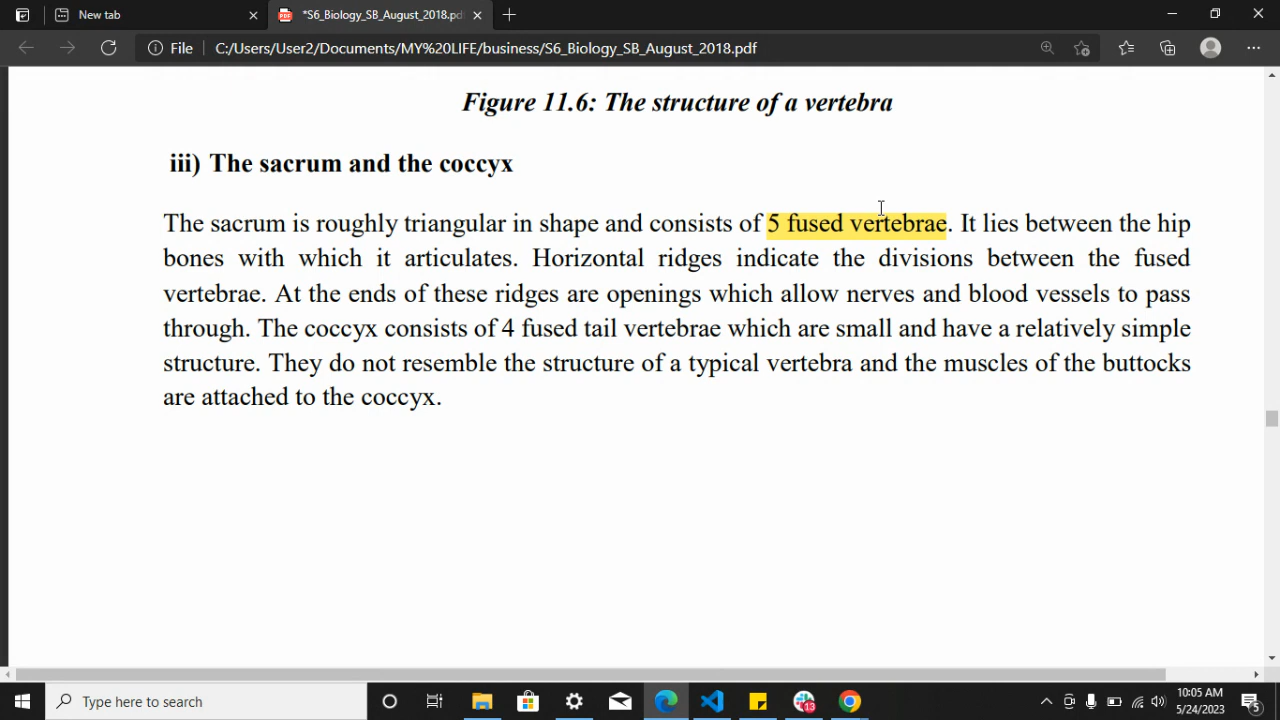 New tab
*S6_Biology_SB_August_2018.pd
File
C:/Users/User2/Documents/MY%20LIFE/business/S6_Biology_SB_August_2018.pdf
Figure 11.6: The structure of a vertebra
iii) The sacrum and the coccyx
The sacrum is roughly triangular in shape and consists of 5 fused vertebrae. It lies between the hip
bones with which it articulates. Horizontal ridges indicate the divisions between the fused
vertebrae. At the ends of these ridges are openings which allow nerves and blood vessels to pass
through. The coccyx consists of 4 fused tail vertebrae which are small and have a relatively simple
structure. They do not resemble the structure of a typical vertebra and the muscles of the buttocks
are attached to the coccyx.
Type here to search
13
10:05 AM
5/24/2023
5